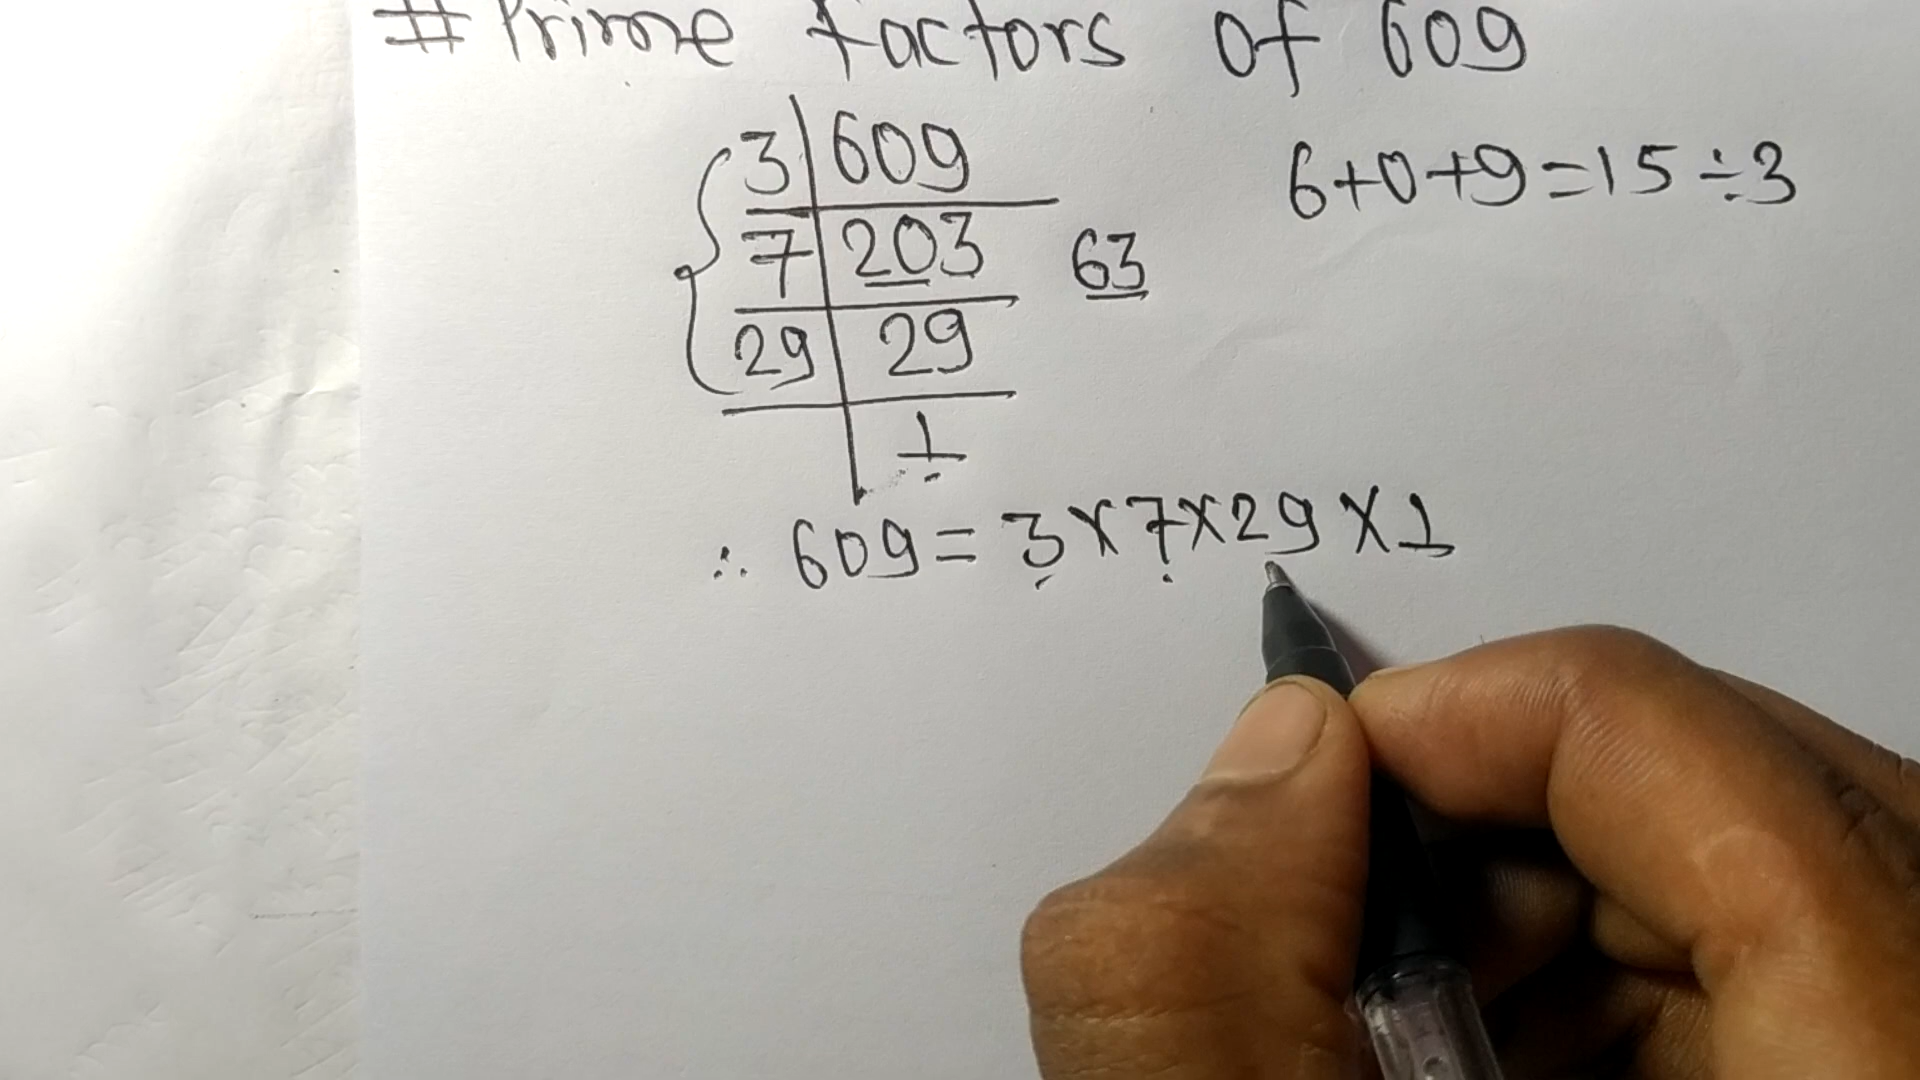 # Prime factors of 609
3 | 609
6+0+9=15÷3
7 | 203 63
29 | 29
1
∴ 609 = 3×7×29×1